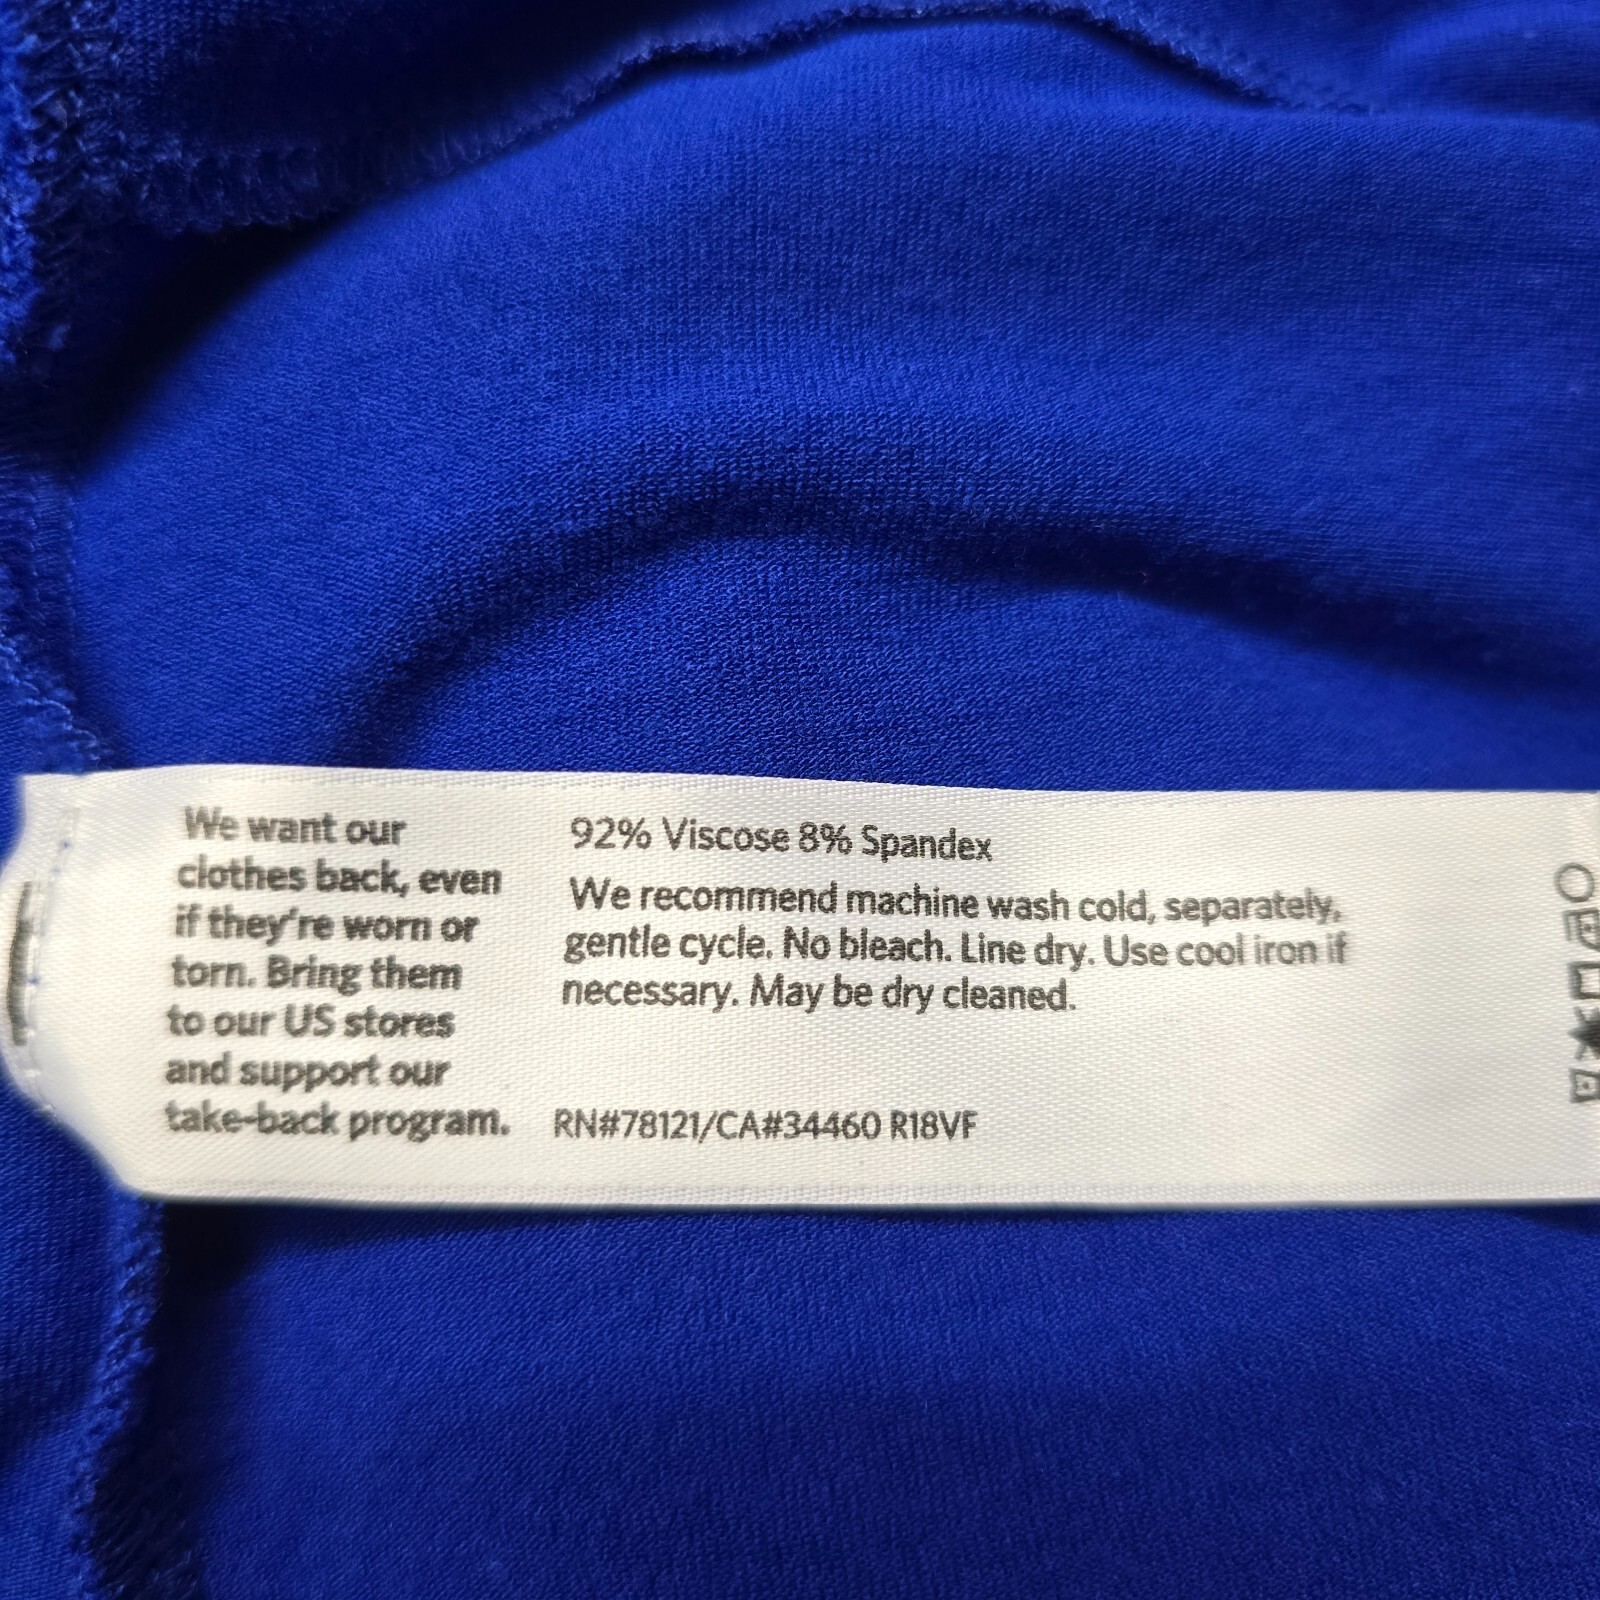 We want our
clothes back, even
if they're worn or
torn. Bring them
to our US stores
and support our
take-back program.
92% Viscose 8% Spandex
We recommend machine wash cold, separately,
gentle cycle. No bleach. Line dry. Use cool iron if
necessary. May be dry cleaned.
RN#78121/CA#34460 R18VF